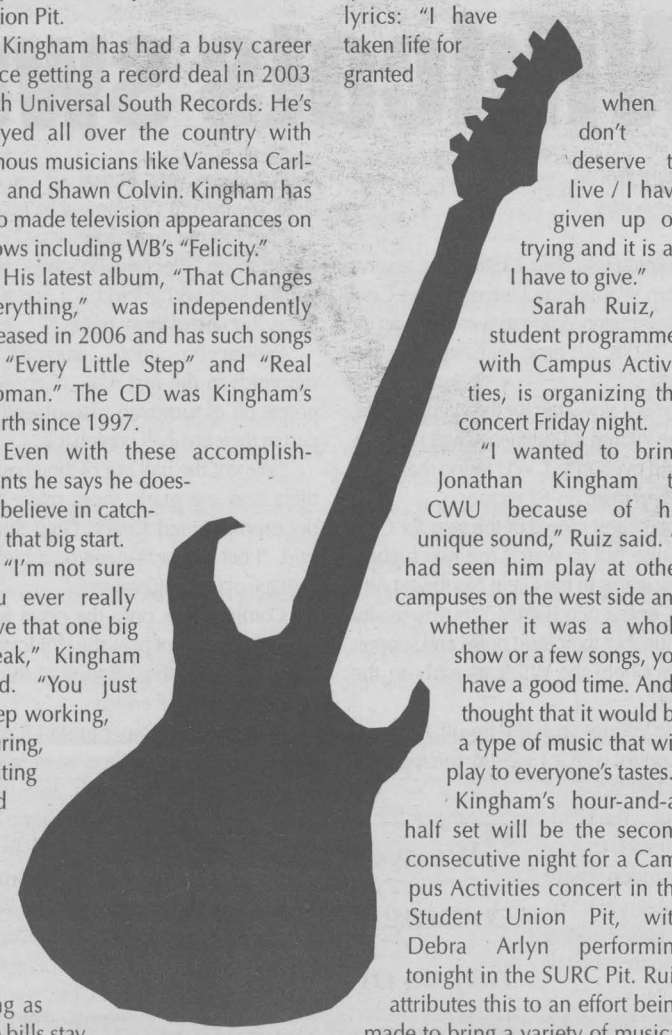 ion Pit.
Kingham has had a busy career
ce getting a record deal in 2003
h Universal South Records. He's
yed all over the country with
nous musicians like Vanessa Carl-
and Shawn Colvin. Kingham has
o made television appearances on
ows including WB's "Felicity."
His latest album, "That Changes
erything," was independently
eased in 2006 and has such songs
"Every Little Step" and "Real
oman." The CD was Kingham's
rth since 1997.
Even with these accomplish-
nts he says he does-
believe in catch-
that big start.
"I'm not sure
u ever really
ve that one big
eak," Kingham
d. "You just
ep working,
ring,
ting
d
ng as
bills stay
lyrics: "I have
taken life for
granted
when
don't
deserve t
live / I hav
given up o
trying and it is a
I have to give."
Sarah Ruiz,
student programme
with Campus Activ
ties, is organizing th
concert Friday night.
"I wanted to brin
Jonathan Kingham t
CWU because of h
unique sound," Ruiz said. "
had seen him play at othe
campuses on the west side an
whether it was a whol
show or a few songs, yo
have a good time. And
thought that it would b
a type of music that wi
play to everyone's tastes.
Kingham's hour-and-a
half set will be the secon
consecutive night for a Cam
pus Activities concert in th
Student Union Pit, wit
Debra Arlyn performin
tonight in the SURC Pit. Rui
attributes this to an effort bein
made to bring a variety of music